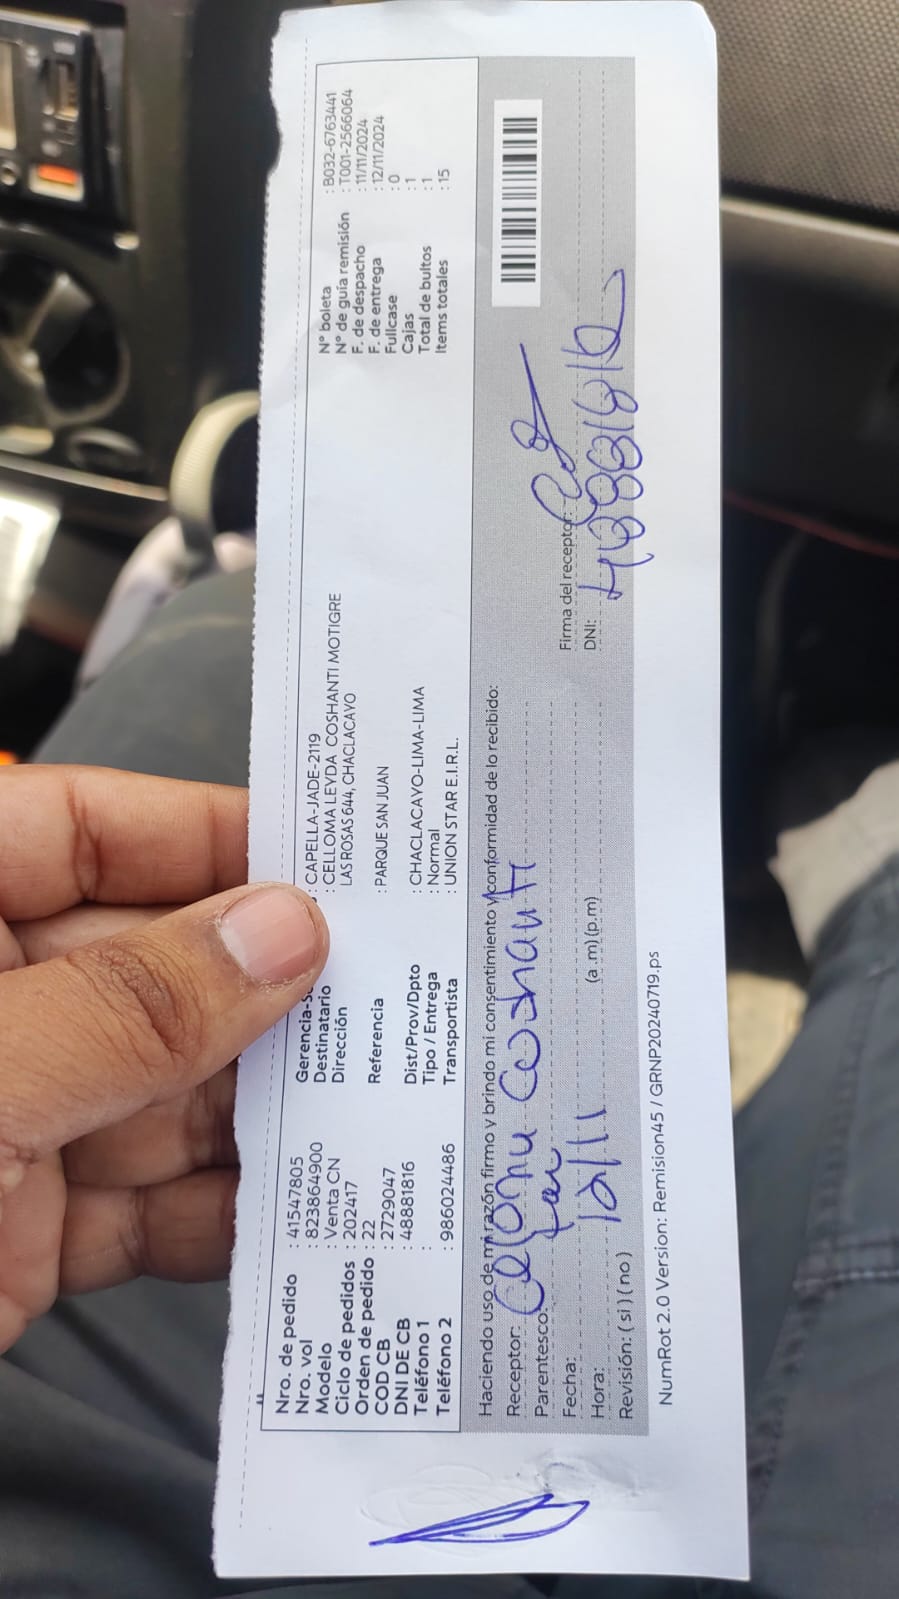 Nro. de pedido : 41547805
Nro. vol : 823864900
Modelo : Venta CN
Ciclo de pedidos : 202417
Orden de pedido : 22
COD CB : 2729047
DNI DE CB : 48881816
Teléfono 1 :
Teléfono 2 : 986024486
Gerencia-S : CAPELLA-JADE-2119
Destinatario : CELLOMA LEYDA COSHANTI MOTIGRE
Dirección LAS ROSAS 644, CHACLACAYO
Referencia : PARQUE SAN JUAN
Dist/Prov/Dpto : CHACLACAYO-LIMA-LIMA
Tipo / Entrega : Normal
Transportista : UNION STAR E.I.R.L.
N° boleta : B032-6763441
N° de guía remisión : T001-2566064
F. de despacho : 11/11/2024
F. de entrega : 12/11/2024
Fullcase : 0
Cajas : 1
Total de bultos : 1
Items totales : 15
Haciendo uso de mi razón firmo y brindo mi consentimiento y conformidad de lo recibido:
Receptor: Celomu Coshanti
Parentesco:
Fecha: 12/11
Hora: (a .m) (p.m)
Revisión: ( si ) ( no )
Firma del receptor:
DNI: 48881816
NumRot 2.0 Version: Remision45 / GRNP20240719.ps